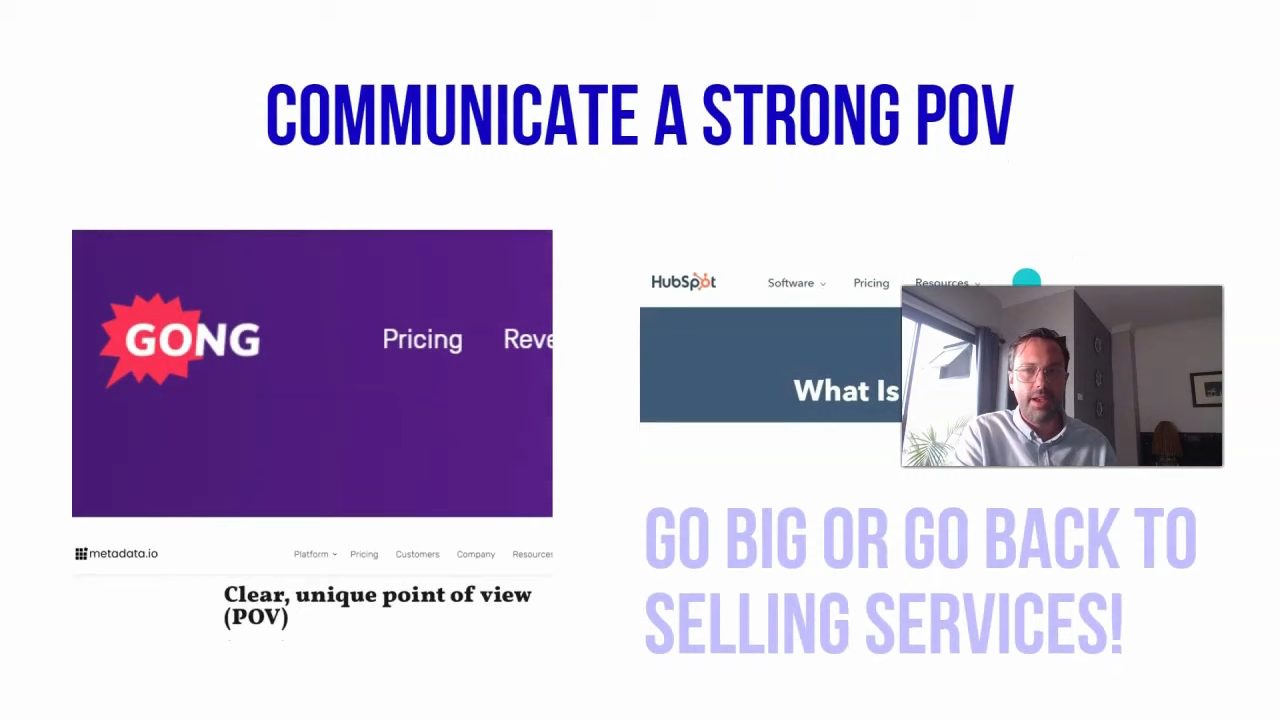 COMMUNICATE A STRONG POV
GONG
Pricing Reve
metadata.io
Platform Pricing Customers Company Resources
Clear, unique point of view
(POV)
HubSpot
Software Pricing Resources
What Is
GO BIG OR GO BACK TO
SELLING SERVICES!